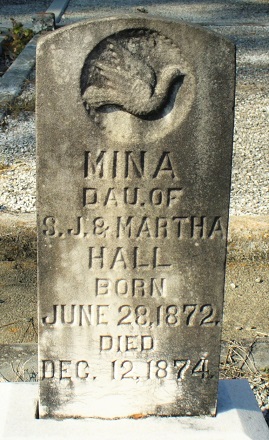 MINA
DAU. OF
S. J. & MARTHA
HALL
BORN
JUNE 28, 1872.
DIED
DEC. 12, 1874.